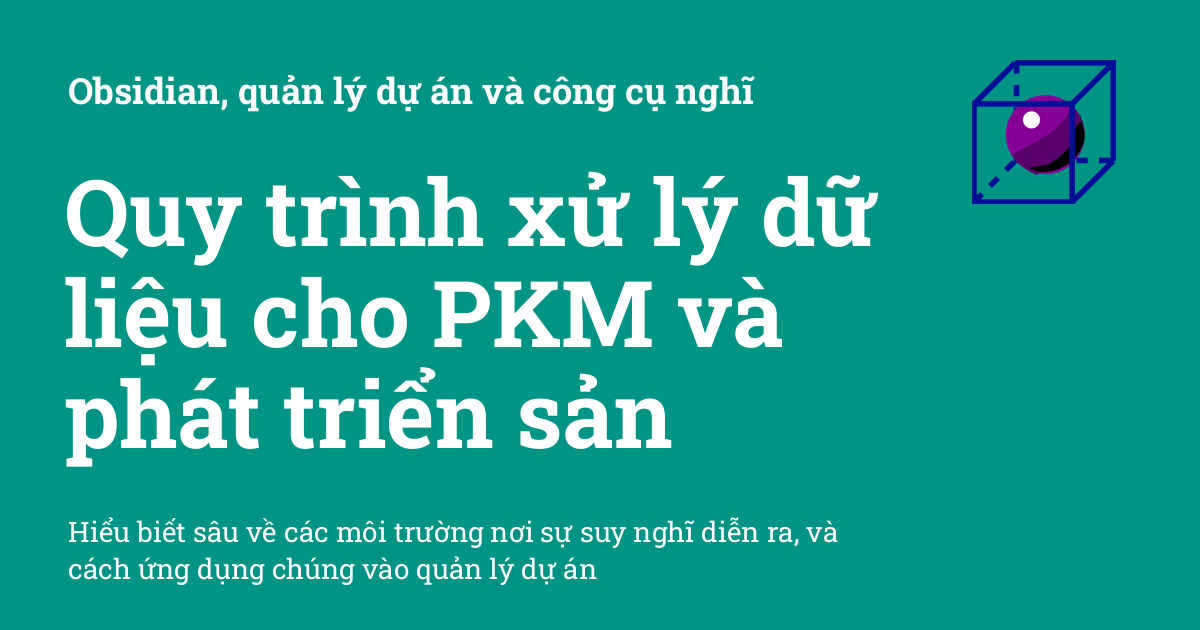 Obsidian, quản lý dự án và công cụ nghĩ
Quy trình xử lý dữ
liệu cho PKM và
phát triển sản
Hiểu biết sâu về các môi trường nơi sự suy nghĩ diễn ra, và
cách ứng dụng chúng vào quản lý dự án